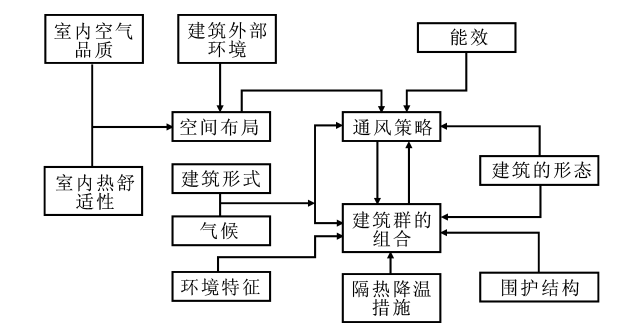 室内空气
品质
建筑外部
环境
能效
空间布局
通风策略
室内热舒
适性
建筑形式
建筑的形态
气候
建筑群的
组合
环境特征
隔热降温
措施
围护结构